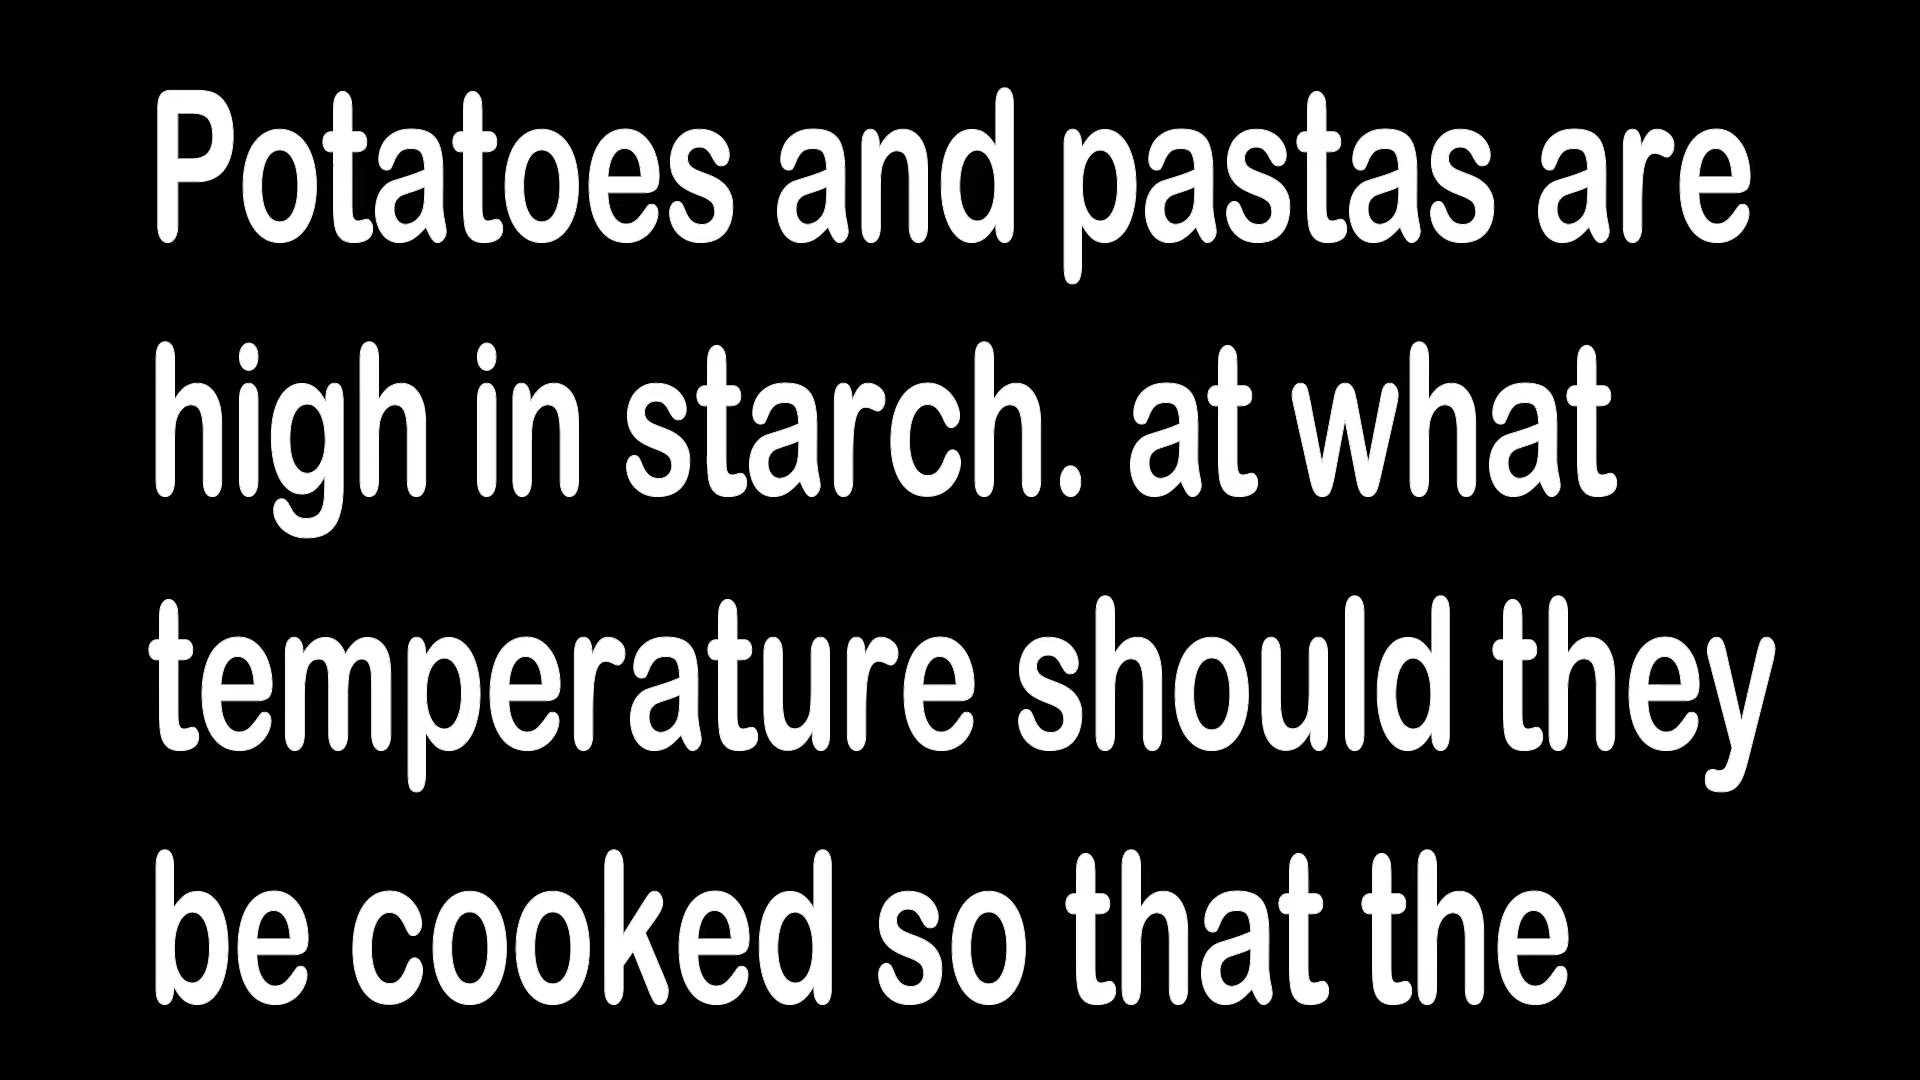 Potatoes and pastas are
high in starch. at what
temperature should they
be cooked so that the